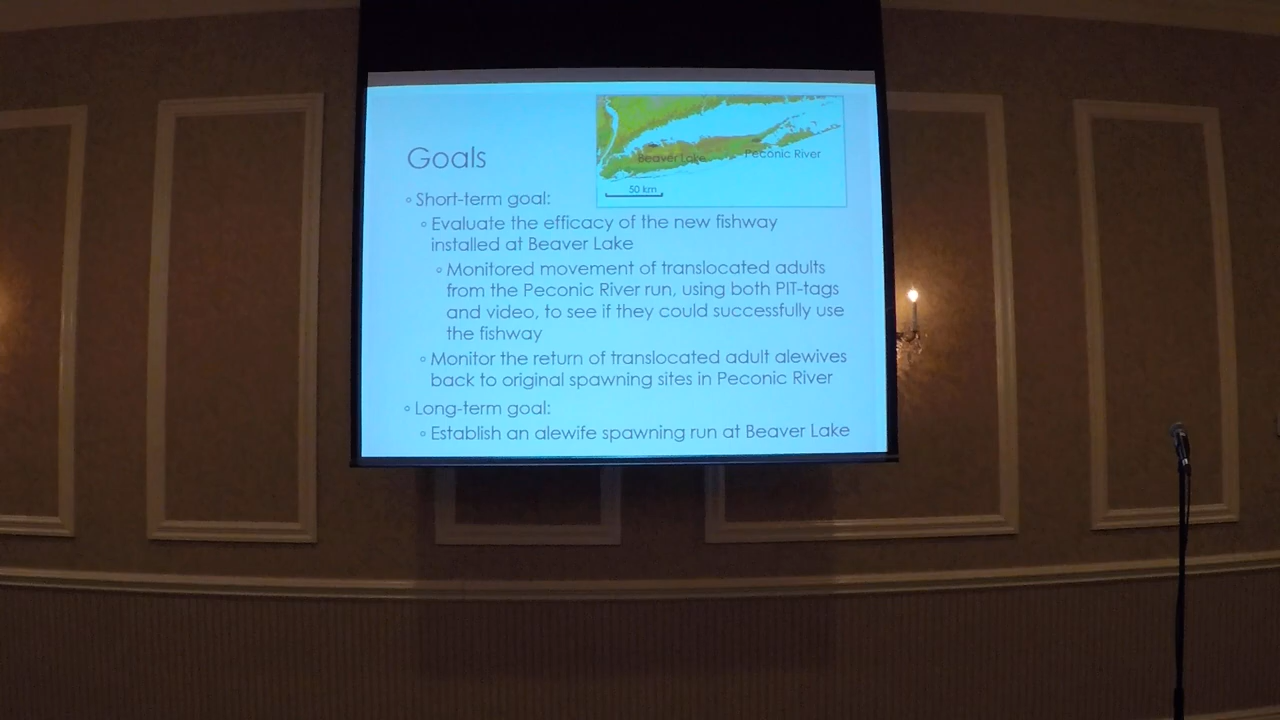 Beaver Lake
Peconic River
50 km
Goals
◦ Short-term goal:
◦ Evaluate the efficacy of the new fishway
installed at Beaver Lake
◦ Monitored movement of translocated adults
from the Peconic River run, using both PIT-tags
and video, to see if they could successfully use
the fishway
◦ Monitor the return of translocated adult alewives
back to original spawning sites in Peconic River
◦ Long-term goal:
◦ Establish an alewife spawning run at Beaver Lake